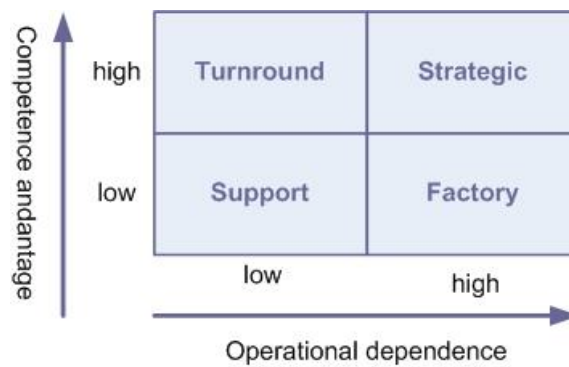 Competence andantage
high
Turnround
Strategic
low
Support
Factory
low
high
Operational dependence